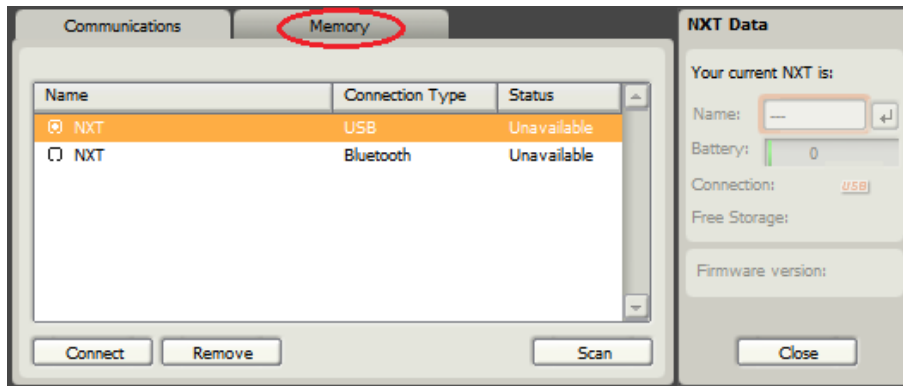 Communications Memory
Name Connection Type Status
NXT USB Unavailable
NXT Bluetooth Unavailable
Connect Remove Scan
NXT Data
Your current NXT is:
Name: ---
Battery: 0
Connection: USB
Free Storage:
Firmware version:
Close